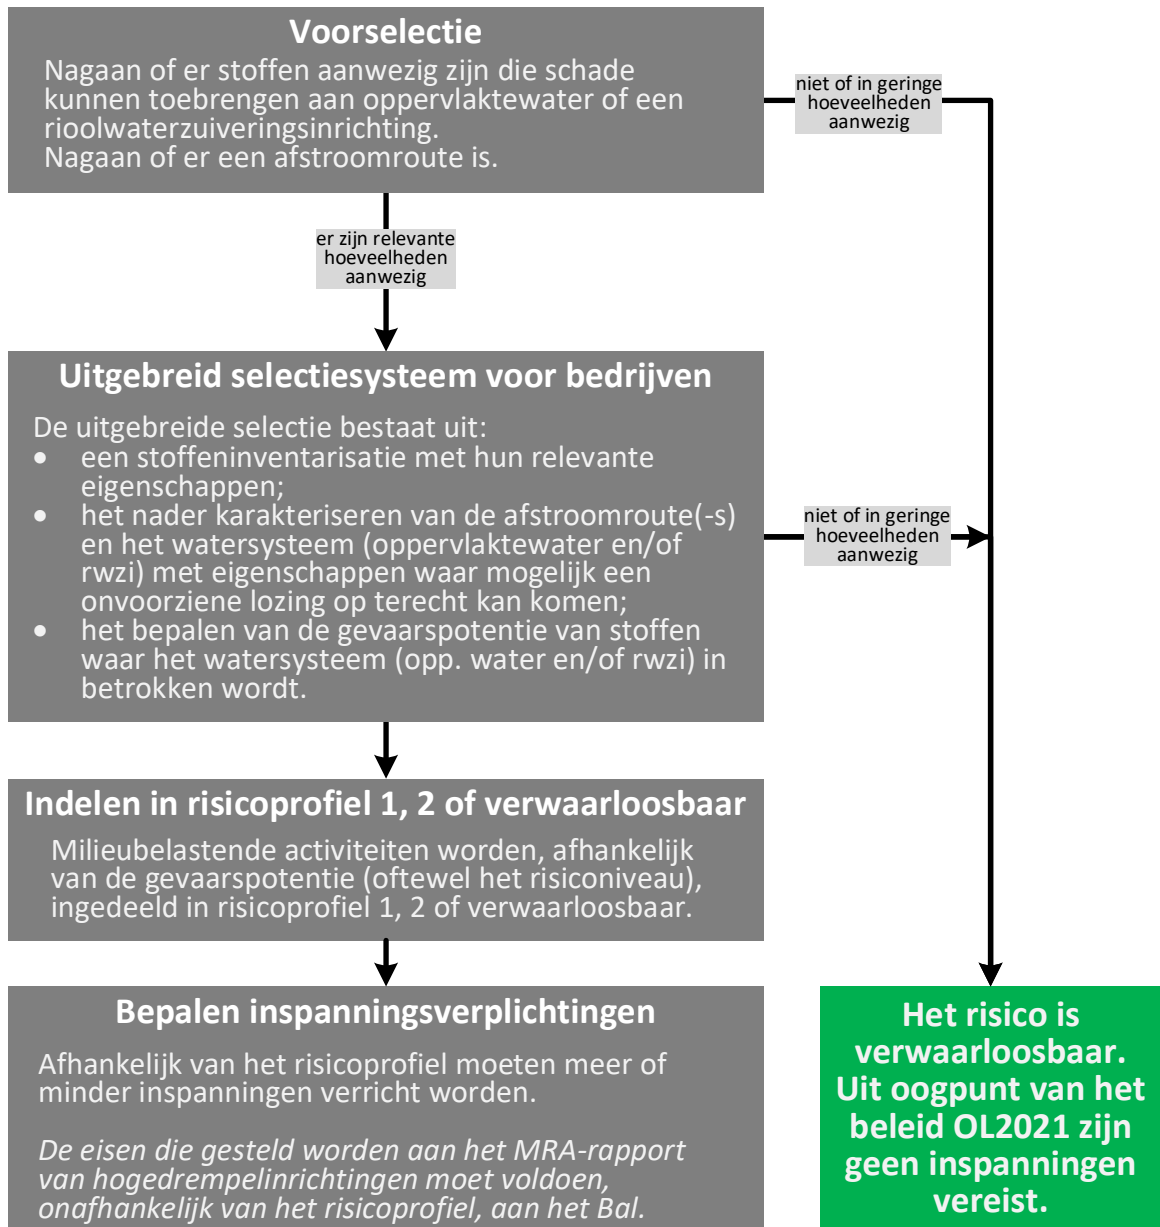 Voorselectie
Nagaan of er stoffen aanwezig zijn die schade
kunnen toebrengen aan oppervlaktewater of een
rioolwaterzuiveringsinrichting.
Nagaan of er een afstroomroute is.
niet of in geringe
hoeveelheden
aanwezig
er zijn relevante
hoeveelheden
aanwezig
Uitgebreid selectiesysteem voor bedrijven
De uitgebreide selectie bestaat uit:
• een stoffeninventarisatie met hun relevante
eigenschappen;
• het nader karakteriseren van de afstroomroute(-s)
en het watersysteem (oppervlaktewater en/of
rwzi) met eigenschappen waar mogelijk een
onvoorziene lozing op terecht kan komen;
• het bepalen van de gevaarspotentie van stoffen
waar het watersysteem (opp. water en/of rwzi) in
betrokken wordt.
niet of in geringe
hoeveelheden
aanwezig
Indelen in risicoprofiel 1, 2 of verwaarloosbaar
Milieubelastende activiteiten worden, afhankelijk
van de gevaarspotentie (oftewel het risiconiveau),
ingedeeld in risicoprofiel 1, 2 of verwaarloosbaar.
Bepalen inspanningsverplichtingen
Afhankelijk van het risicoprofiel moeten meer of
minder inspanningen verricht worden.
De eisen die gesteld worden aan het MRA-rapport
van hogedrempelinrichtingen moet voldoen,
onafhankelijk van het risicoprofiel, aan het Bal.
Het risico is
verwaarloosbaar.
Uit oogpunt van het
beleid OL2021 zijn
geen inspanningen
vereist.